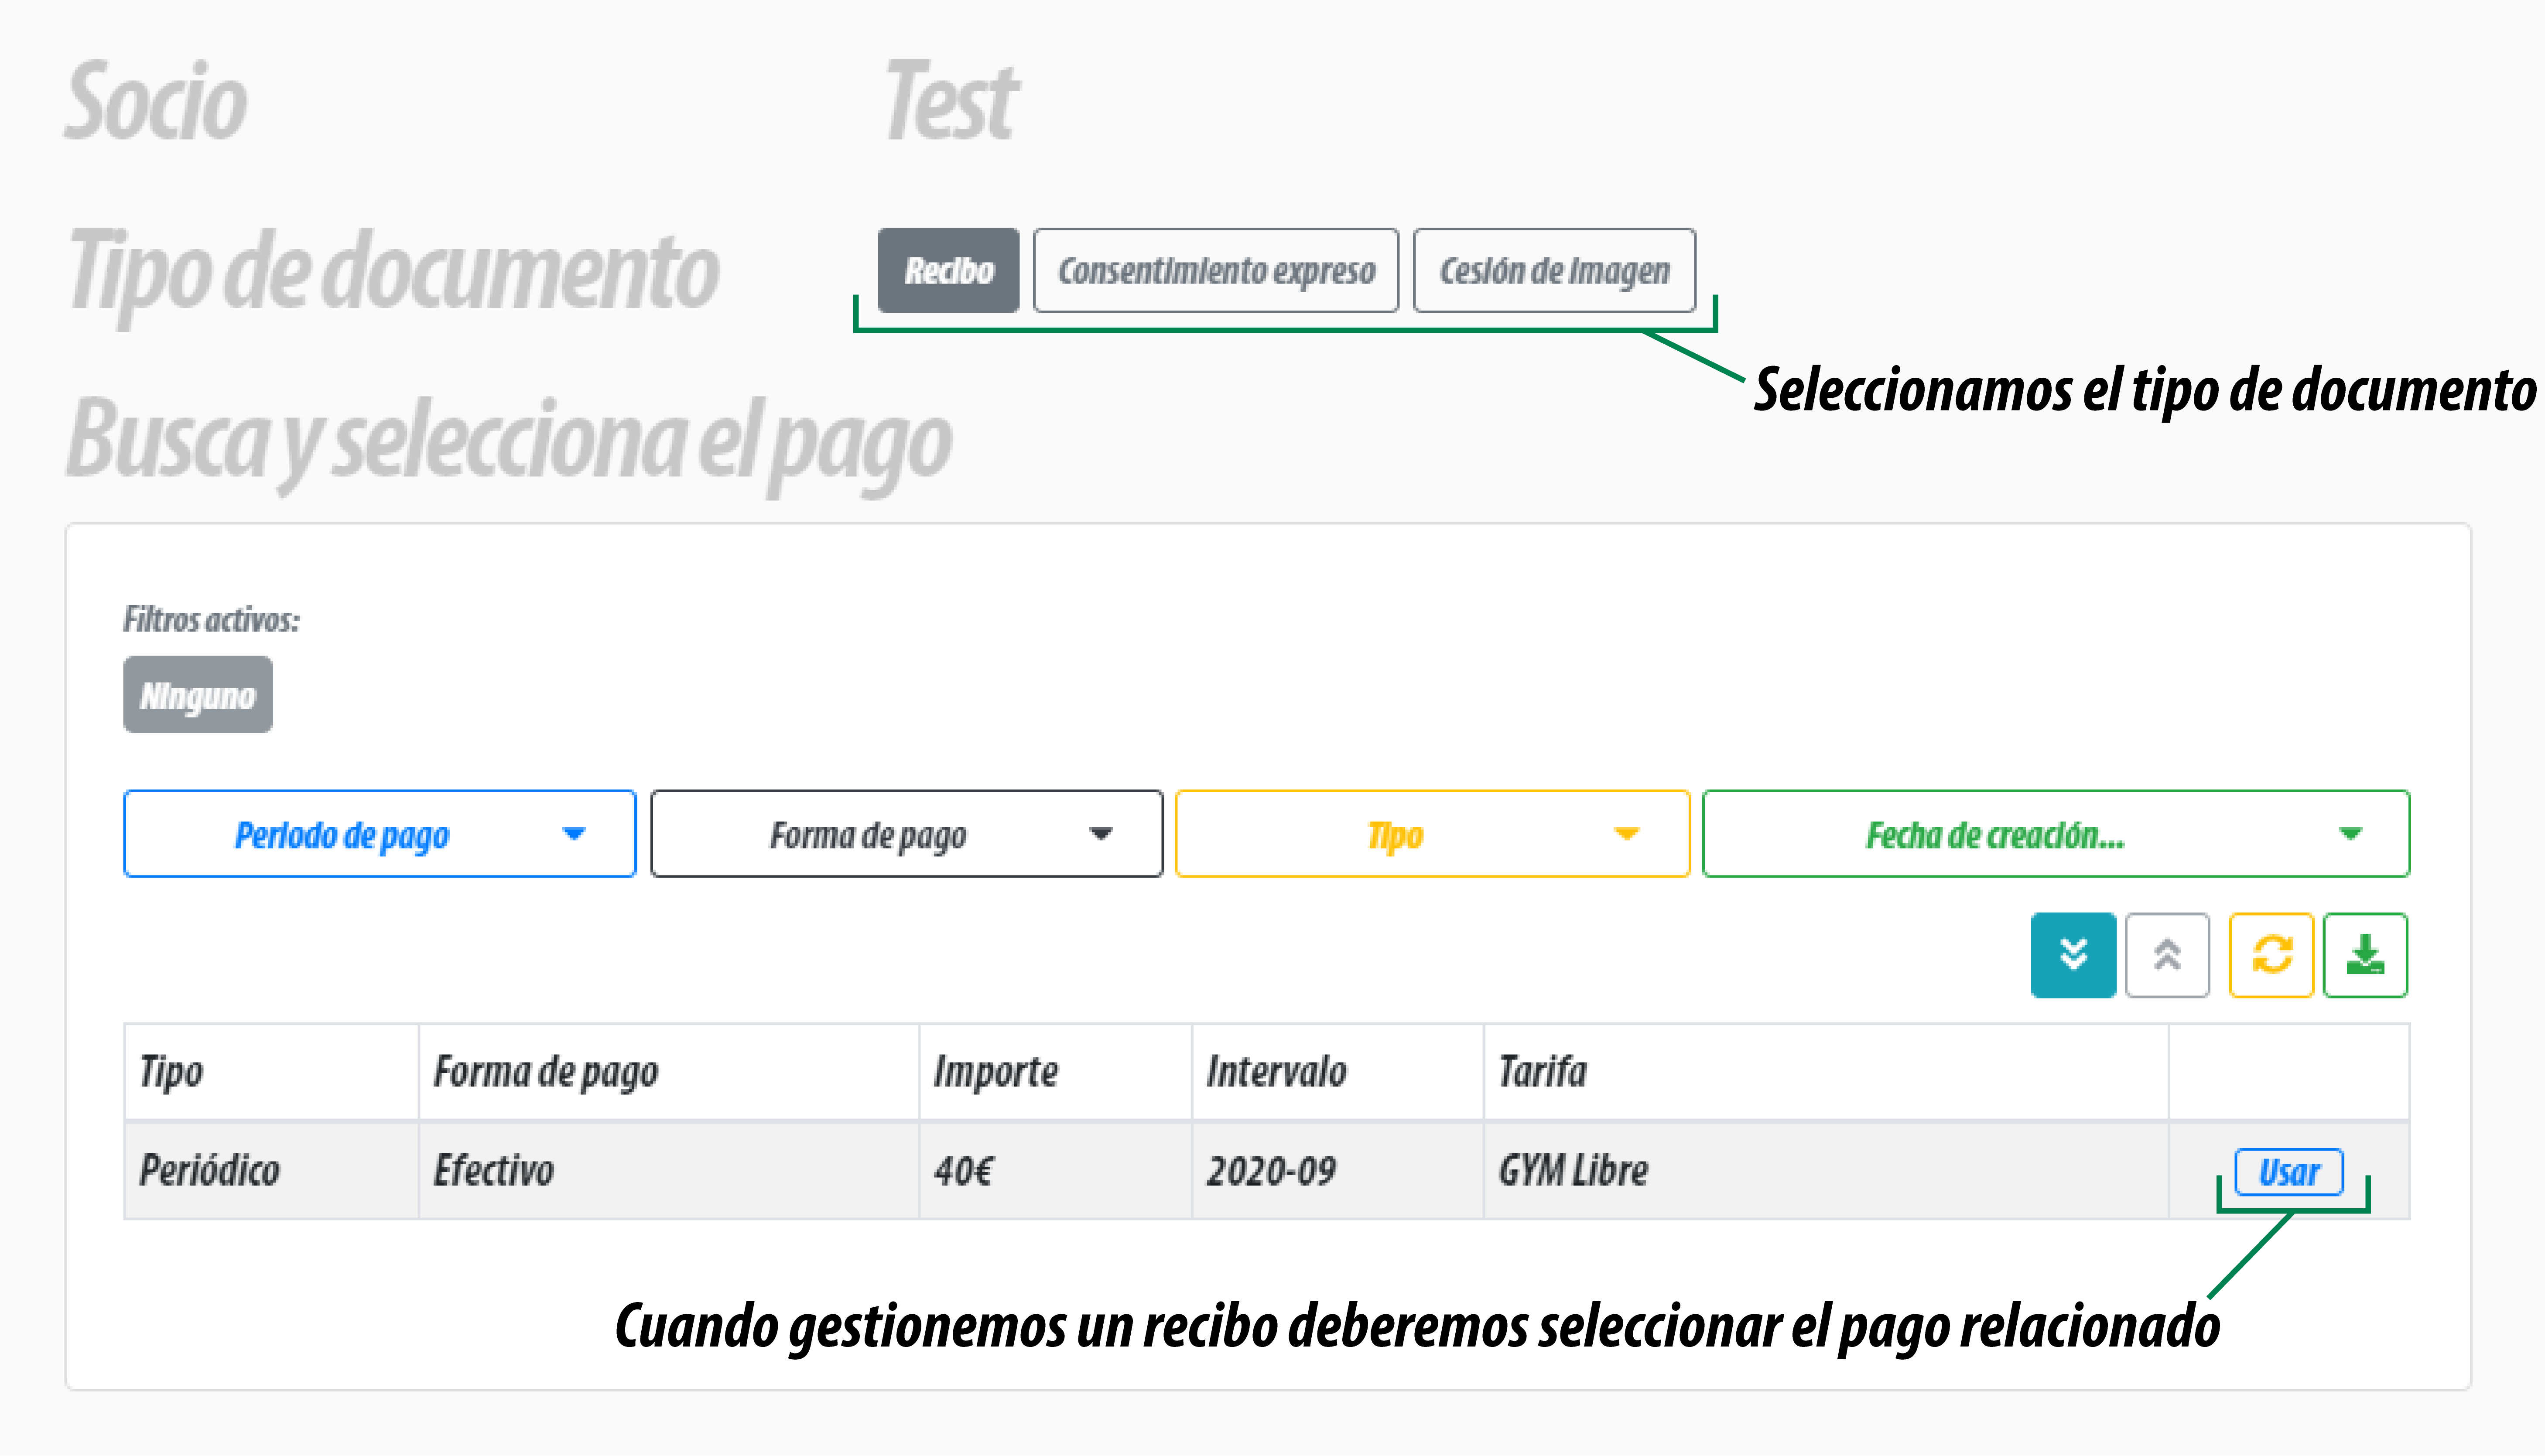 Socio Test
Tipo de documento Recibo Consentimiento expreso Cesión de imagen
Seleccionamos el tipo de documento
Busca y selecciona el pago
Filtros activos:
Ninguno
Periodo de pago Forma de pago Tipo Fecha de creación...
Tipo Forma de pago Importe Intervalo Tarifa
Periódico Efectivo 40€ 2020-09 GYM Libre Usar
Cuando gestionemos un recibo deberemos seleccionar el pago relacionado